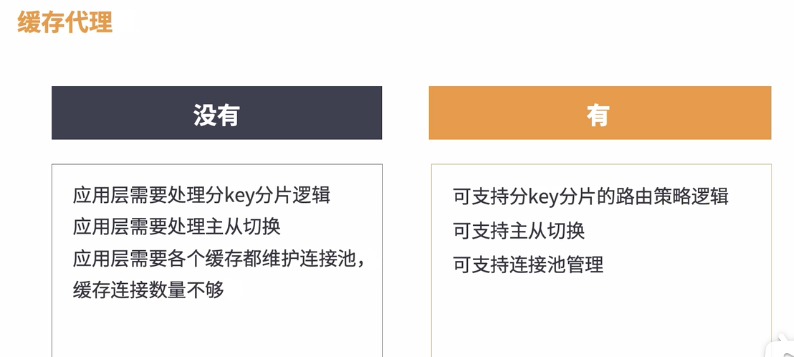 缓存代理
没有
有
应用层需要处理分key分片逻辑
应用层需要处理主从切换
应用层需要各个缓存都维护连接池，
缓存连接数量不够
可支持分key分片的路由策略逻辑
可支持主从切换
可支持连接池管理